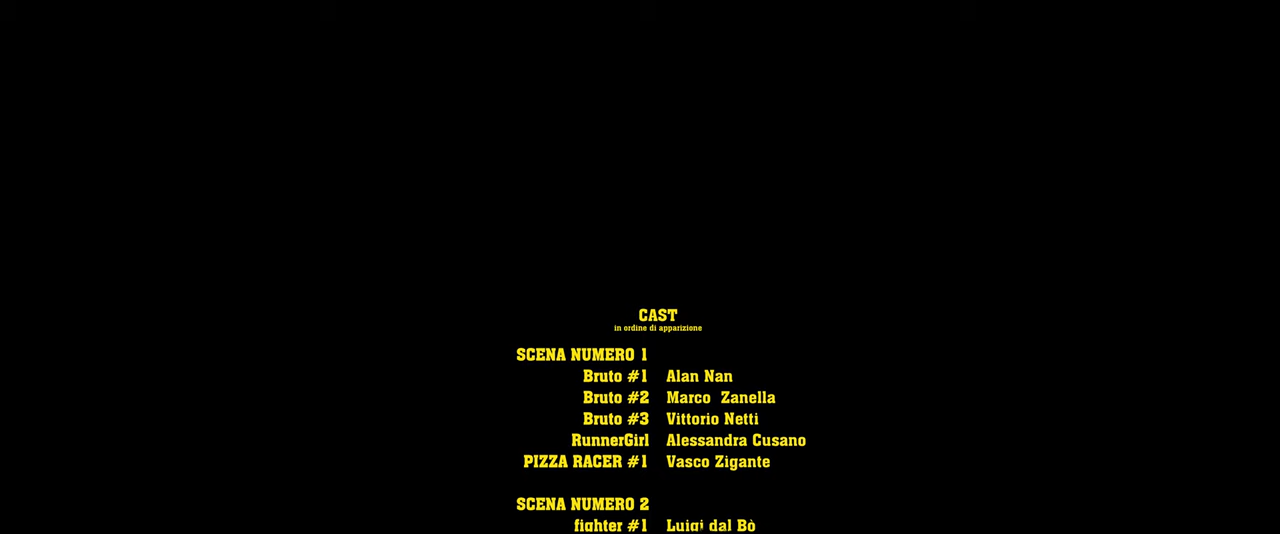 CAST
in ordine di apparizione
SCENA NUMERO 1
Bruto #1 Alan Nan
Bruto #2 Marco Zanella
Bruto #3 Vittorio Netti
RunnerGirl Alessandra Cusano
PIZZA RACER #1 Vasco Zigante
SCENA NUMERO 2
fighter #1 Luigi dal Bò